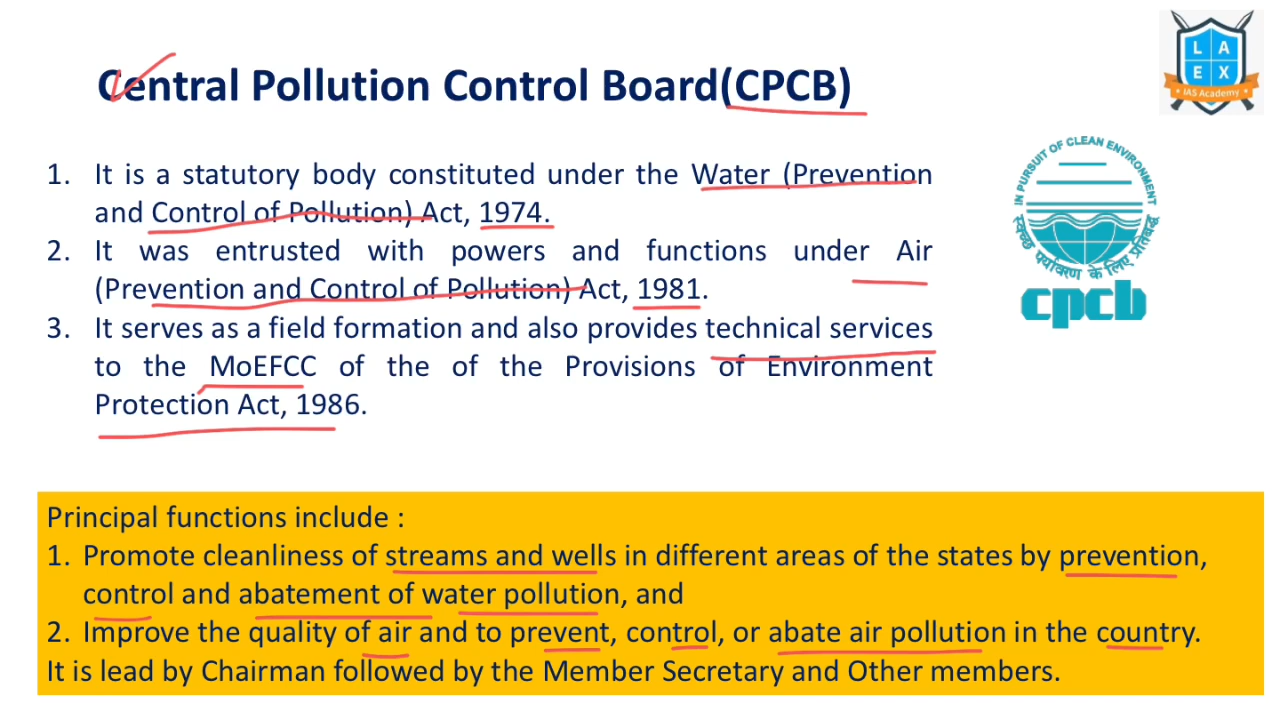 Central Pollution Control Board(CPCB)
L A
E X
IAS Academy
1. It is a statutory body constituted under the Water (Prevention
and Control of Pollution) Act, 1974.
2. It was entrusted with powers and functions under Air
(Prevention and Control of Pollution) Act, 1981.
3. It serves as a field formation and also provides technical services
to the MoEFCC of the of the Provisions of Environment
Protection Act, 1986.
IN PURSUIT OF CLEAN ENVIRONMENT
स्वच्छ पर्यावरण के लिए प्रतिबद्ध
cpcb
Principal functions include :
1. Promote cleanliness of streams and wells in different areas of the states by prevention,
control and abatement of water pollution, and
2. Improve the quality of air and to prevent, control, or abate air pollution in the country.
It is lead by Chairman followed by the Member Secretary and Other members.